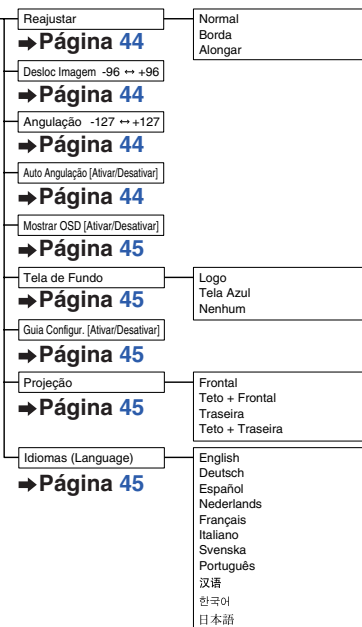 Reajustar
➡Página 44
Normal
Borda
Alongar
Desloc Imagem -96 ↔ +96
➡Página 44
Angulação -127 ↔ +127
➡Página 44
Auto Angulação [Ativar/Desativar]
➡Página 44
Mostrar OSD [Ativar/Desativar]
➡Página 45
Tela de Fundo
➡Página 45
Logo
Tela Azul
Nenhum
Guia Configur. [Ativar/Desativar]
➡Página 45
Projeção
➡Página 45
Frontal
Teto + Frontal
Traseira
Teto + Traseira
Idiomas (Language)
➡Página 45
English
Deutsch
Español
Nederlands
Français
Italiano
Svenska
Português
汉语
한국어
日本語